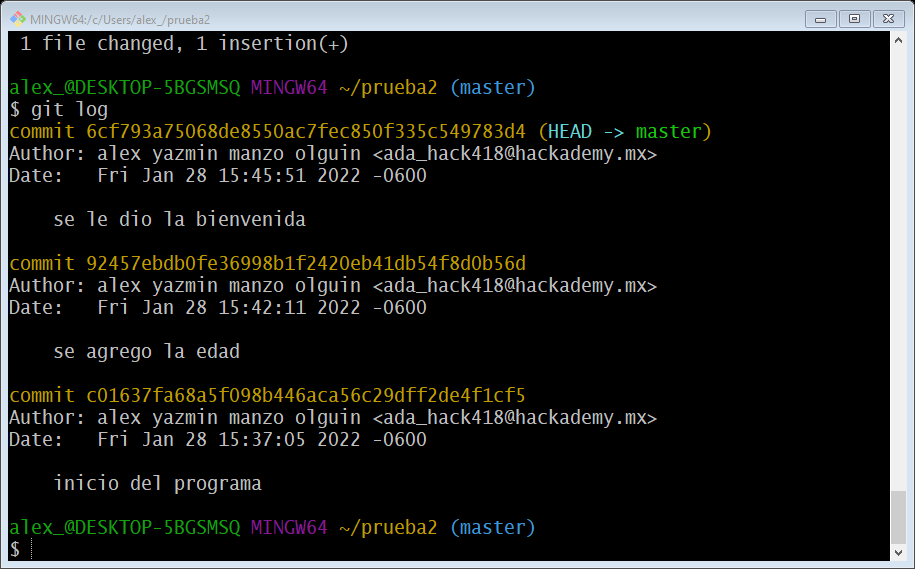 MINGW64:/c/Users/alex_/prueba2
1 file changed, 1 insertion(+)
alex_@DESKTOP-5BGSMSQ MINGW64 ~/prueba2 (master)
$ git log
commit 6cf793a75068de8550ac7fec850f335c549783d4 (HEAD -> master)
Author: alex yazmin manzo olguin <ada_hack418@hackademy.mx>
Date:   Fri Jan 28 15:45:51 2022 -0600
se le dio la bienvenida
commit 92457ebdb0fe36998b1f2420eb41db54f8d0b56d
Author: alex yazmin manzo olguin <ada_hack418@hackademy.mx>
Date:   Fri Jan 28 15:42:11 2022 -0600
se agrego la edad
commit c01637fa68a5f098b446aca56c29dff2de4f1cf5
Author: alex yazmin manzo olguin <ada_hack418@hackademy.mx>
Date:   Fri Jan 28 15:37:05 2022 -0600
inicio del programa
alex_@DESKTOP-5BGSMSQ MINGW64 ~/prueba2 (master)
$